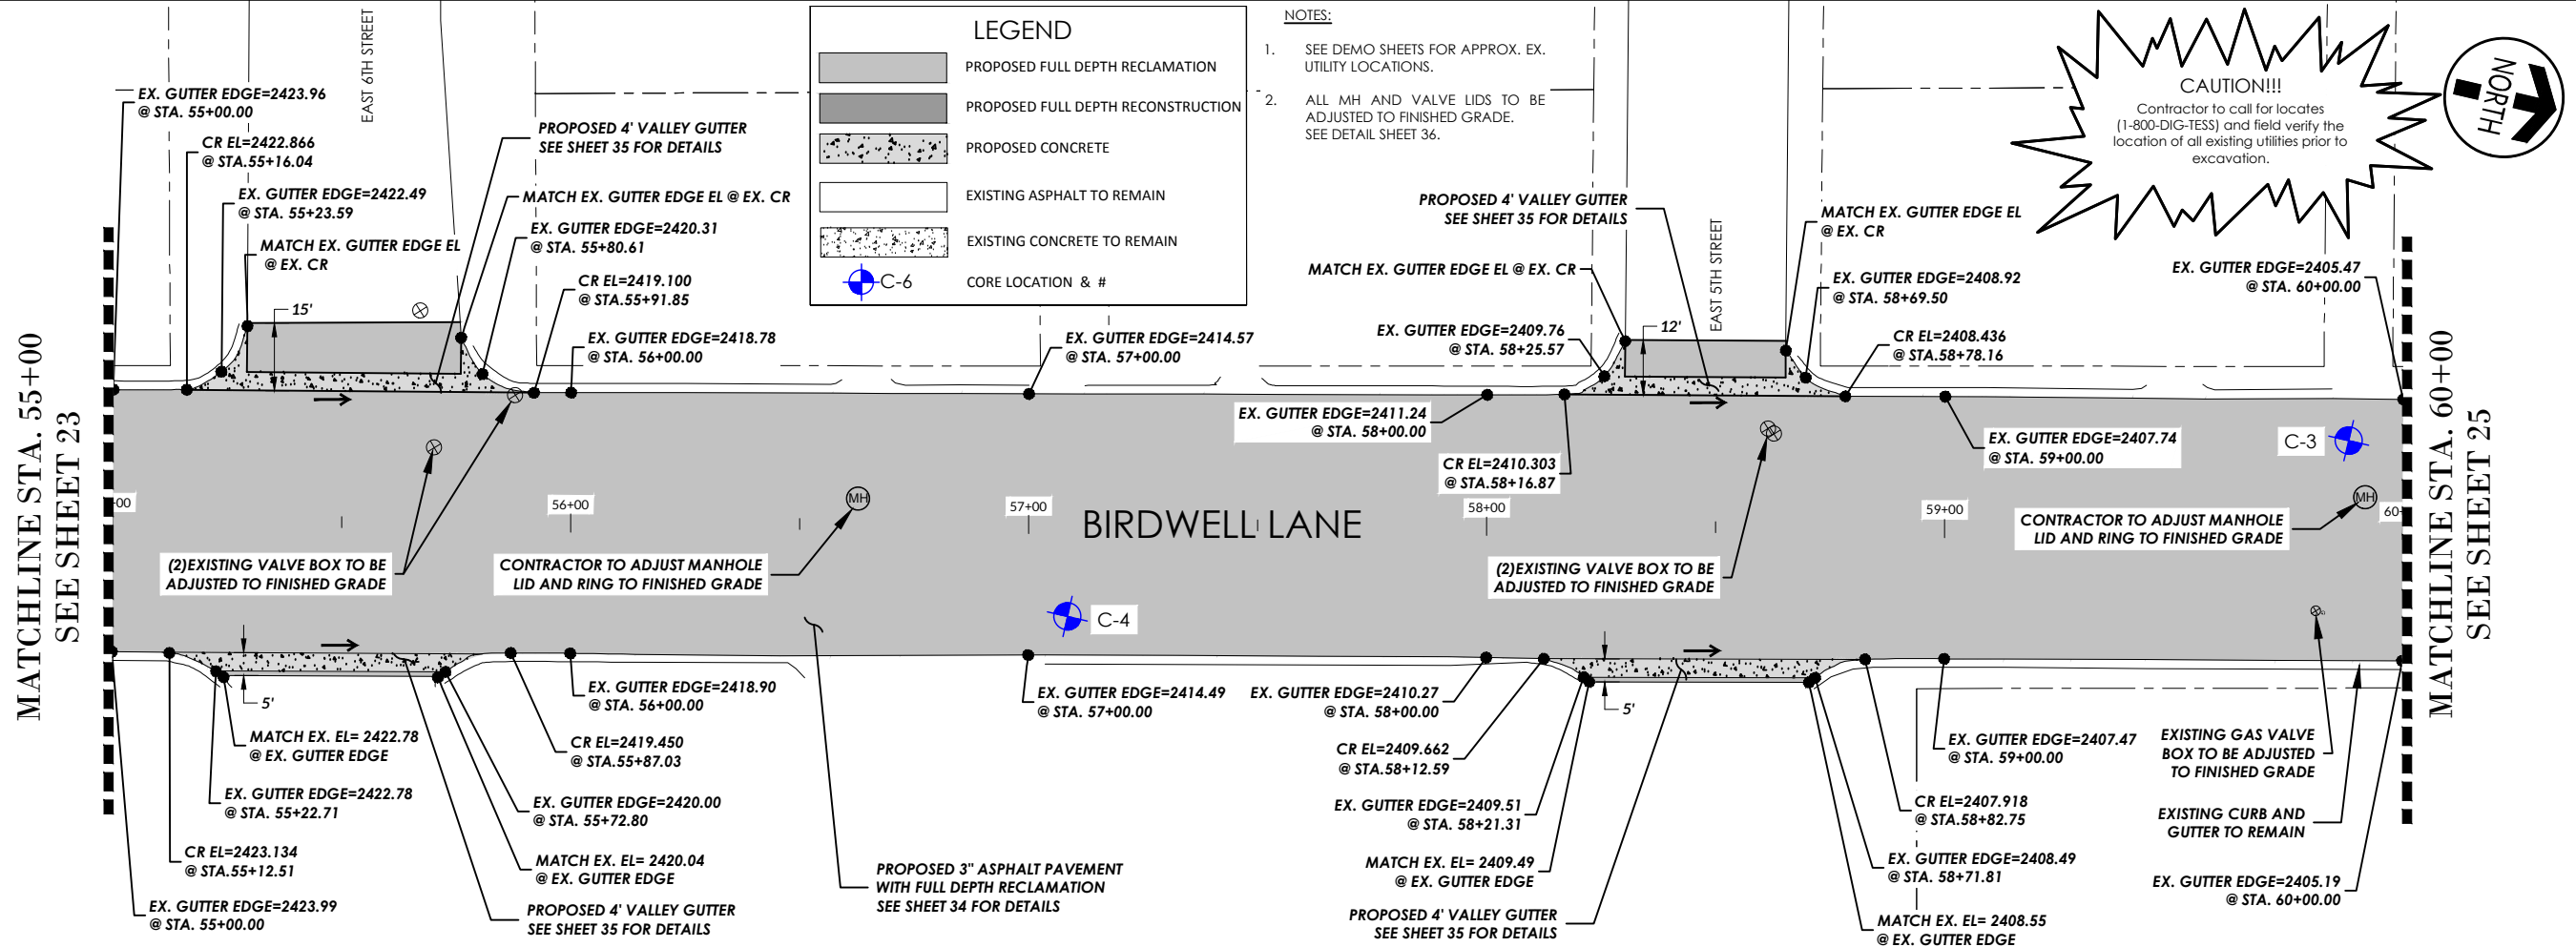 LEGEND
PROPOSED FULL DEPTH RECLAMATION
PROPOSED FULL DEPTH RECONSTRUCTION
PROPOSED CONCRETE
EXISTING ASPHALT TO REMAIN
EXISTING CONCRETE TO REMAIN
C-6
CORE LOCATION & #
NOTES:
1. SEE DEMO SHEETS FOR APPROX. EX.
UTILITY LOCATIONS.
2. ALL MH AND VALVE LIDS TO BE
ADJUSTED TO FINISHED GRADE.
SEE DETAIL SHEET 36.
CAUTION!!!
Contractor to call for locates
(1-800-DIG-TESS) and field verify the
location of all existing utilities prior to
excavation.
NORTH
MATCHLINE STA. 55+00
SEE SHEET 23
EAST 6TH STREET
EX. GUTTER EDGE=2423.96
@ STA. 55+00.00
CR EL=2422.866
@ STA.55+16.04
EX. GUTTER EDGE=2422.49
@ STA. 55+23.59
MATCH EX. GUTTER EDGE EL
@ EX. CR
15'
PROPOSED 4' VALLEY GUTTER
SEE SHEET 35 FOR DETAILS
MATCH EX. GUTTER EDGE EL @ EX. CR
EX. GUTTER EDGE=2420.31
@ STA. 55+80.61
CR EL=2419.100
@ STA.55+91.85
EX. GUTTER EDGE=2418.78
@ STA. 56+00.00
EX. GUTTER EDGE=2414.57
@ STA. 57+00.00
PROPOSED 4' VALLEY GUTTER
SEE SHEET 35 FOR DETAILS
MATCH EX. GUTTER EDGE EL @ EX. CR
EX. GUTTER EDGE=2409.76
@ STA. 58+25.57
12'
EAST 5TH STREET
MATCH EX. GUTTER EDGE EL
@ EX. CR
EX. GUTTER EDGE=2408.92
@ STA. 58+69.50
CR EL=2408.436
@STA.58+78.16
EX. GUTTER EDGE=2405.47
@ STA. 60+00.00
EX. GUTTER EDGE=2411.24
@ STA. 58+00.00
CR EL=2410.303
@STA.58+16.87
EX. GUTTER EDGE=2407.74
@ STA. 59+00.00
C-3
+00
56+00
MH
57+00
BIRDWELL LANE
58+00
59+00
MH
60+
(2)EXISTING VALVE BOX TO BE
ADJUSTED TO FINISHED GRADE
CONTRACTOR TO ADJUST MANHOLE
LID AND RING TO FINISHED GRADE
(2)EXISTING VALVE BOX TO BE
ADJUSTED TO FINISHED GRADE
CONTRACTOR TO ADJUST MANHOLE
LID AND RING TO FINISHED GRADE
C-4
5'
MATCH EX. EL= 2422.78
@ EX. GUTTER EDGE
EX. GUTTER EDGE=2422.78
@ STA. 55+22.71
CR EL=2423.134
@STA.55+12.51
EX. GUTTER EDGE=2423.99
@ STA. 55+00.00
EX. GUTTER EDGE=2418.90
@ STA. 56+00.00
CR EL=2419.450
@ STA.55+87.03
EX. GUTTER EDGE=2420.00
@ STA. 55+72.80
MATCH EX. EL= 2420.04
@ EX. GUTTER EDGE
PROPOSED 4' VALLEY GUTTER
SEE SHEET 35 FOR DETAILS
PROPOSED 3" ASPHALT PAVEMENT
WITH FULL DEPTH RECLAMATION
SEE SHEET 34 FOR DETAILS
EX. GUTTER EDGE=2414.49
@ STA. 57+00.00
EX. GUTTER EDGE=2410.27
@ STA. 58+00.00
CR EL=2409.662
@ STA.58+12.59
EX. GUTTER EDGE=2409.51
@ STA. 58+21.31
MATCH EX. EL= 2409.49
@ EX. GUTTER EDGE
PROPOSED 4' VALLEY GUTTER
SEE SHEET 35 FOR DETAILS
5'
EX. GUTTER EDGE=2407.47
@ STA. 59+00.00
CR EL=2407.918
@ STA.58+82.75
EX. GUTTER EDGE=2408.49
@ STA. 58+71.81
MATCH EX. EL= 2408.55
@ EX. GUTTER EDGE
EXISTING GAS VALVE
BOX TO BE ADJUSTED
TO FINISHED GRADE
EXISTING CURB AND
GUTTER TO REMAIN
EX. GUTTER EDGE=2405.19
@ STA. 60+00.00
MATCHLINE STA. 60+00
SEE SHEET 25